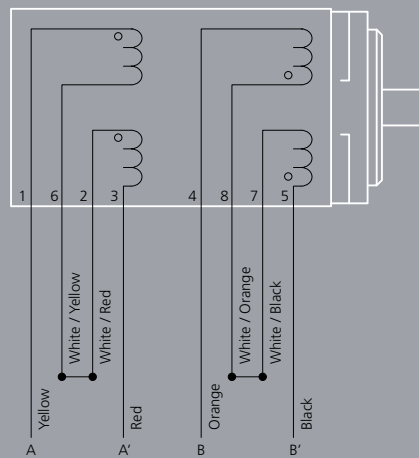 1 6 2 3 4 8 7 5
Yellow
White / Yellow
White / Red
Red
Orange
White / Orange
White / Black
Black
A A’ B B’